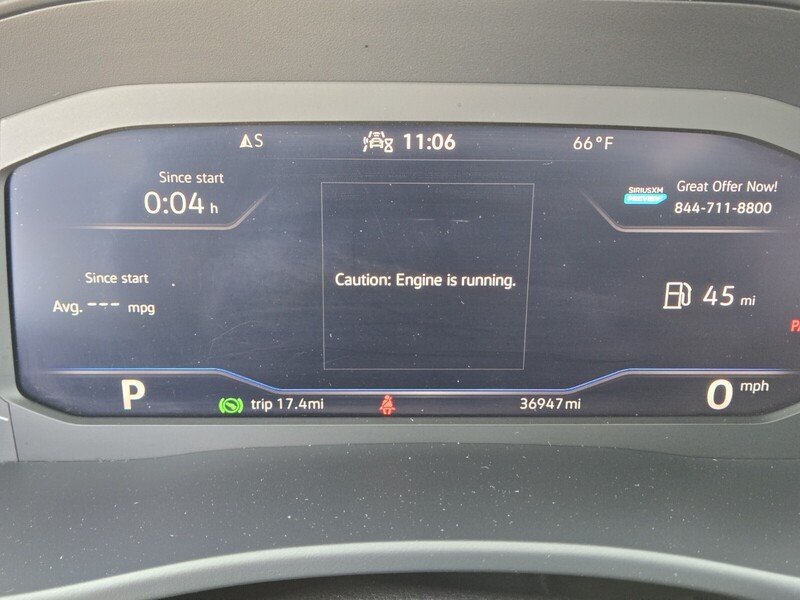 S
11:06
66°F
Since start
0:04 h
SIRIUSXM
PREVIEW
Great Offer Now!
844-711-8800
Caution: Engine is running.
Since start
Avg. --- mpg
45 mi
P
trip 17.4mi
36947mi
0 mph